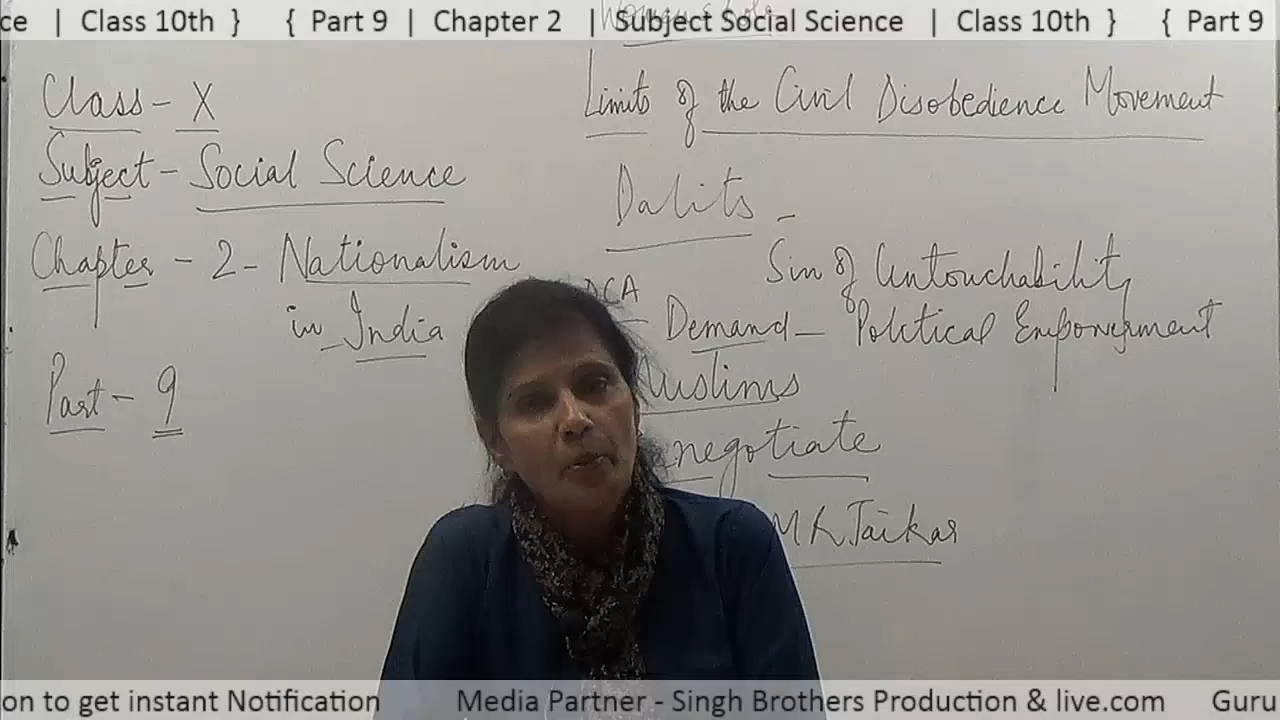 ce | Class 10th } { Part 9 | Chapter 2 | Subject Social Science | Class 10th } { Part 9
Class - X
Subject - Social Science
Chapter - 2 - Nationalism
in India
Part - 9
Limits of the Civil Disobedience Movement
Dalits -
Sin of Untouchability
DCA Demand - Political Empowerment
Muslims
negotiate
M R Jaikar
on to get instant Notification Media Partner - Singh Brothers Production & live.com Guru